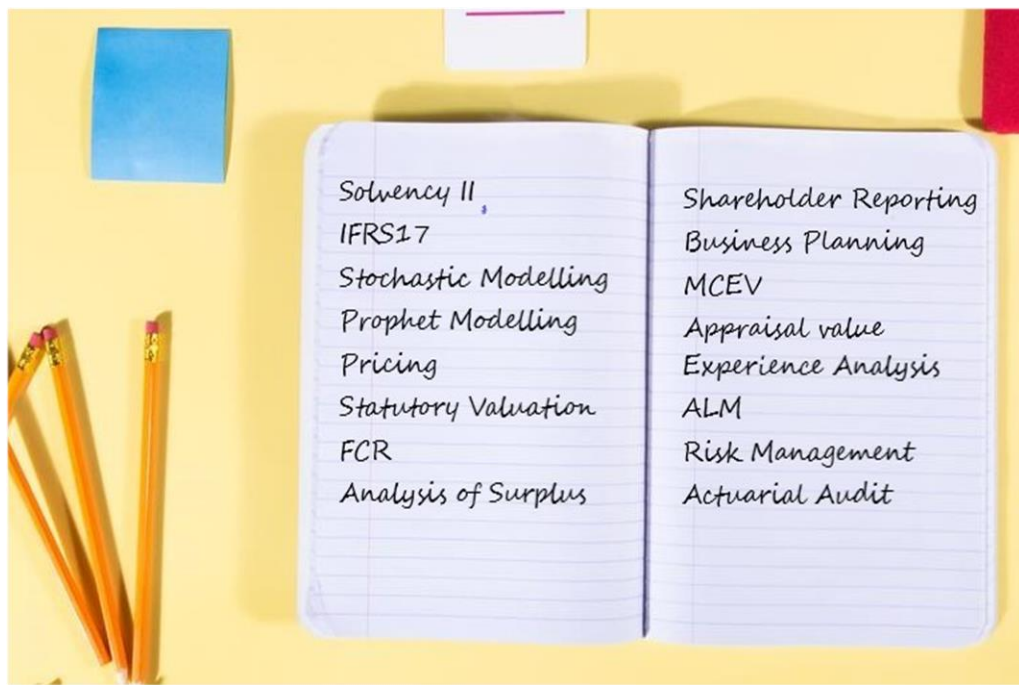 Solvency II
IFRS17
Stochastic Modelling
Prophet Modelling
Pricing
Statutory Valuation
FCR
Analysis of Surplus
Shareholder Reporting
Business Planning
MCEV
Appraisal value
Experience Analysis
ALM
Risk Management
Actuarial Audit